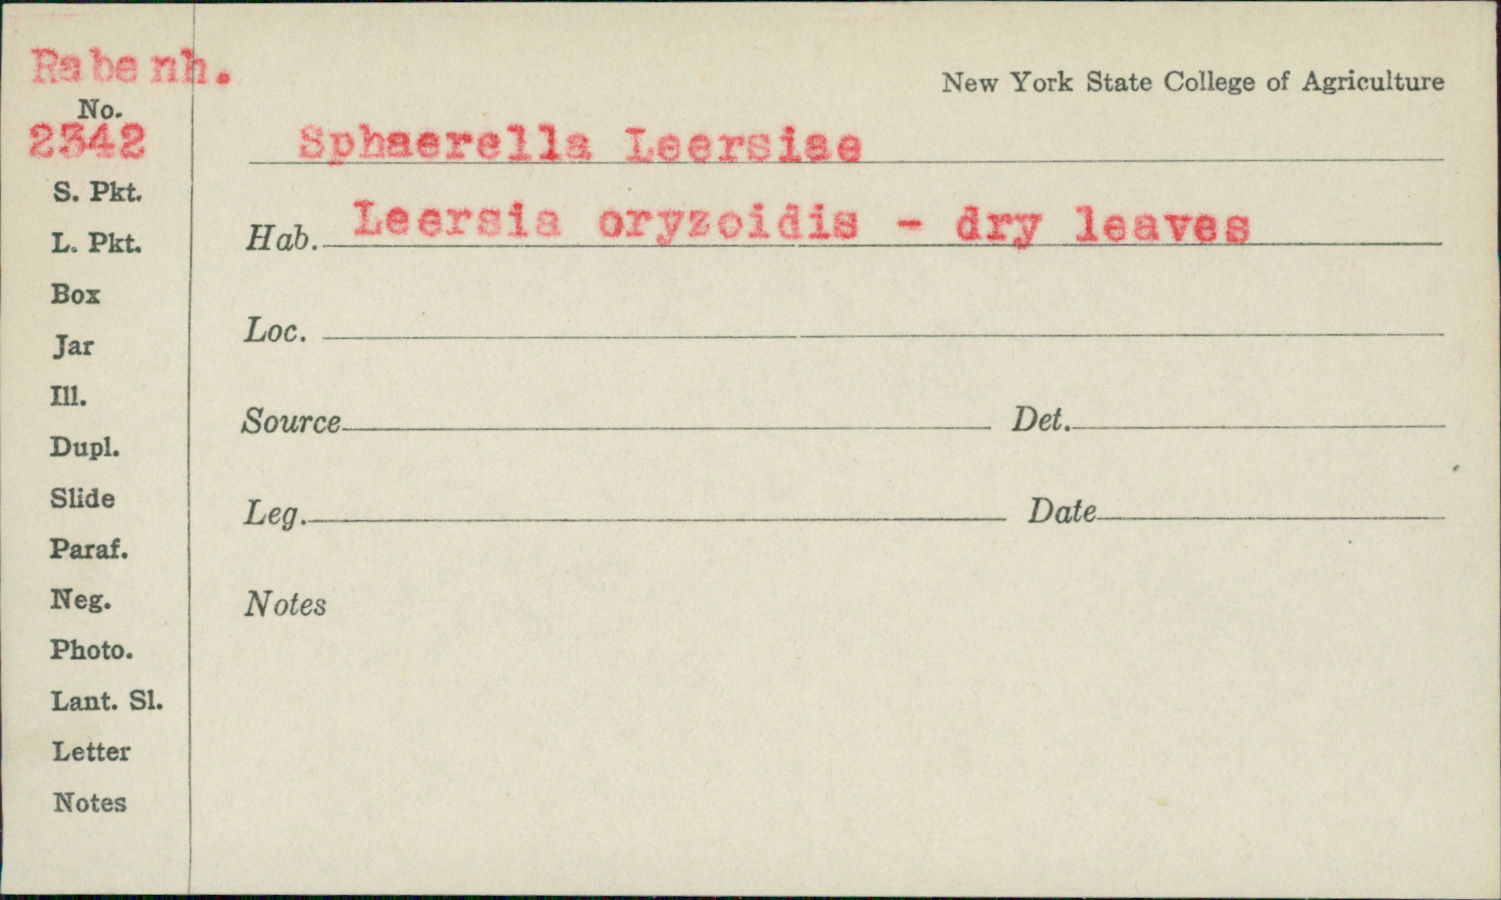 Rabenh.
New York State College of Agriculture
No.
2342
Sphaerella Leersiae
S. Pkt.
Hab. Leersia oryzoidis - dry leaves
L. Pkt.
Box
Loc.
Jar
Ill.
Source Det.
Dupl.
Slide
Leg. Date
Paraf.
Neg.
Notes
Photo.
Lant. Sl.
Letter
Notes